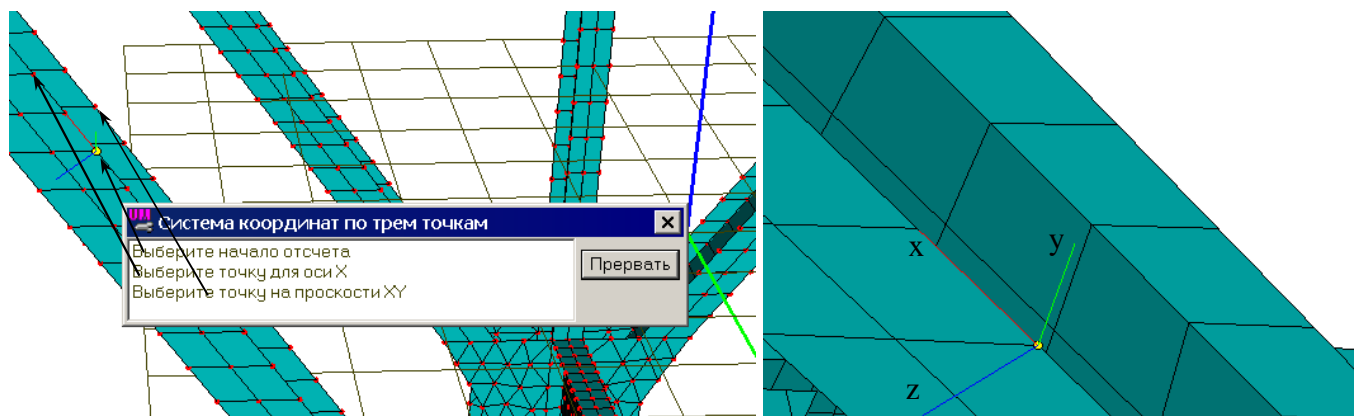 UM
Система координат по трем точкам
Выберите начало отсчета
Выберите точку для оси X
Выберите точку на проскости XY
Прервать
x
y
z